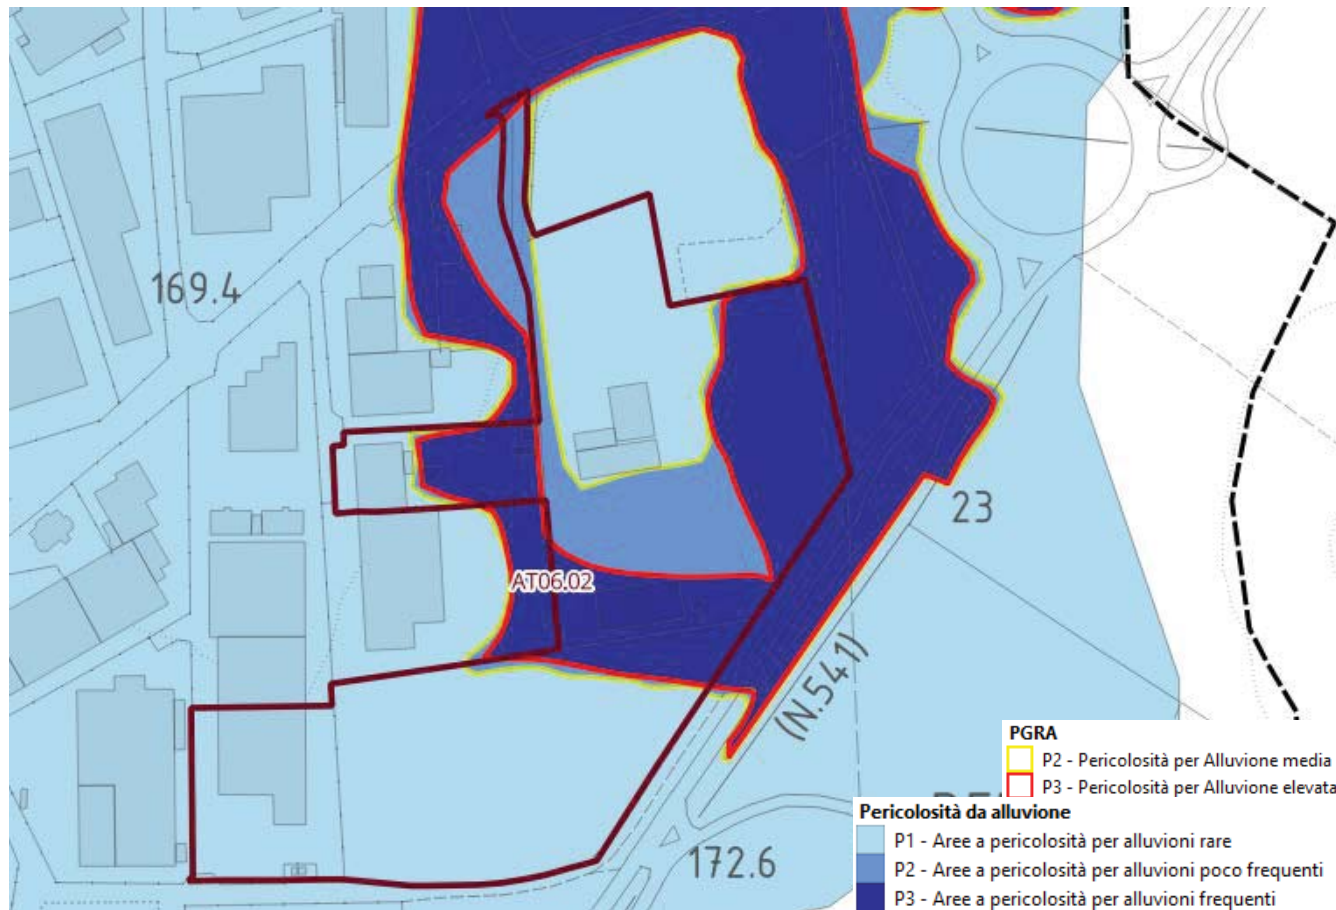 169.4
AT06.02
23
(N.541)
172.6
PGRA
P2 - Pericolosità per Alluvione media
P3 - Pericolosità per Alluvione elevata
Pericolosità da alluvione
P1 - Aree a pericolosità per alluvioni rare
P2 - Aree a pericolosità per alluvioni poco frequenti
P3 - Aree a pericolosità per alluvioni frequenti